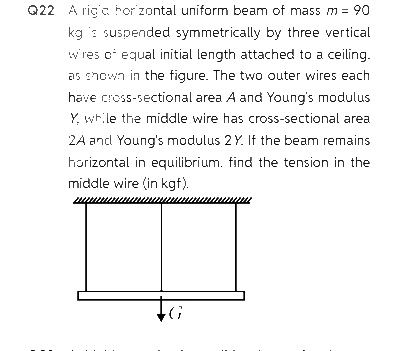 Q22 A rigid horizontal uniform beam of mass m = 90
kg is suspended symmetrically by three vertical
wires of equal initial length attached to a ceiling,
as shown in the figure. The two outer wires each
have cross-sectional area A and Young's modulus
Y, while the middle wire has cross-sectional area
2A and Young's modulus 2Y. If the beam remains
horizontal in equilibrium, find the tension in the
middle wire (in kgf).
G